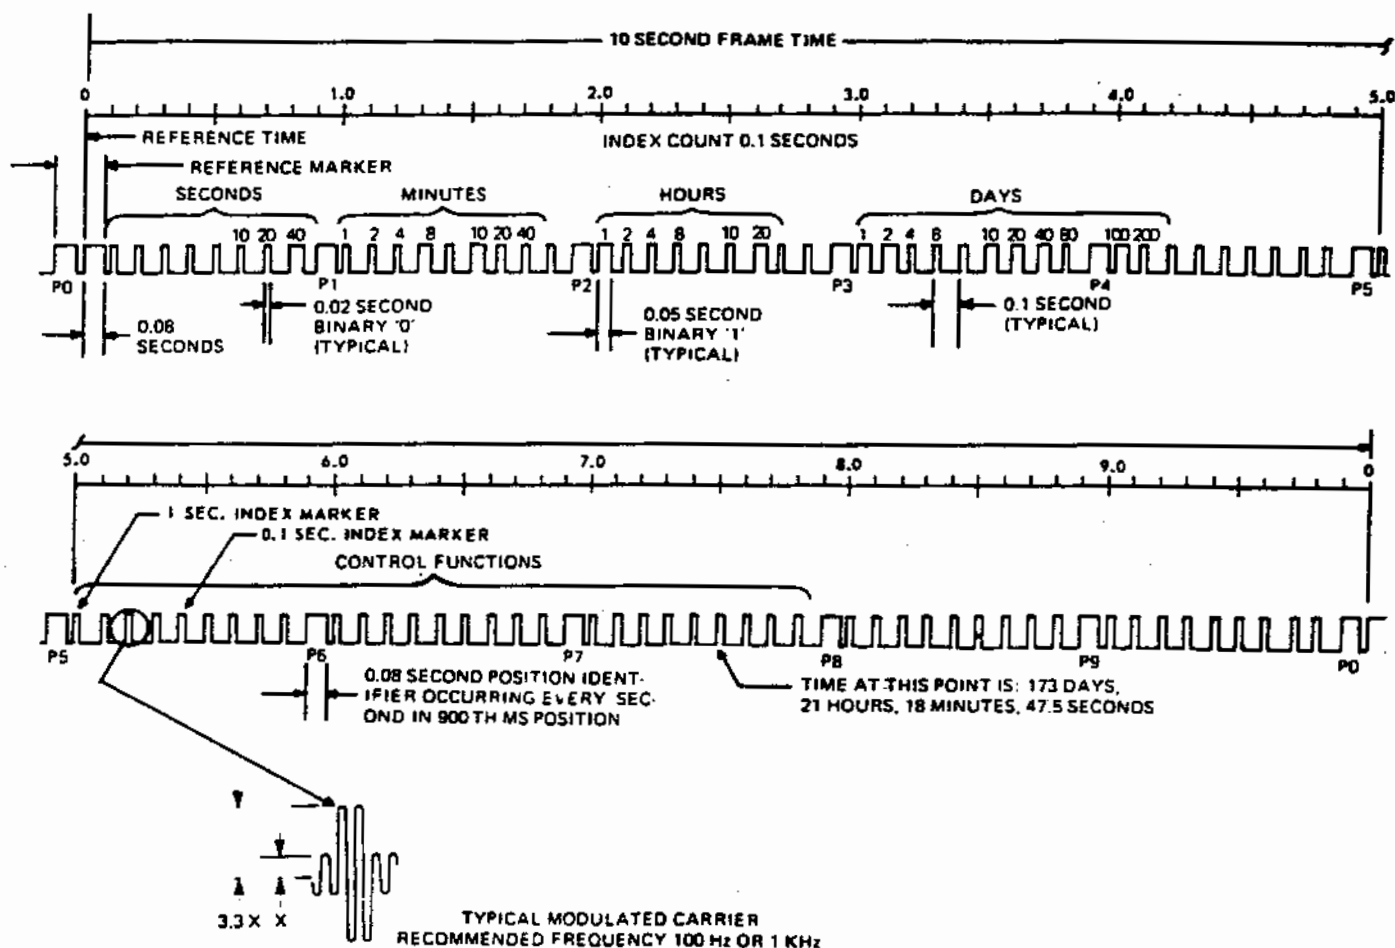 10 SECOND FRAME TIME
0 1.0 2.0 3.0 4.0 5.0
REFERENCE TIME
INDEX COUNT 0.1 SECONDS
REFERENCE MARKER
SECONDS MINUTES HOURS DAYS
10 20 40 1 2 4 8 10 20 40 1 2 4 8 10 20 1 2 4 8 10 20 40 80 100 200
P0 P1 P2 P3 P4 P5
0.08
SECONDS
0.02 SECOND
BINARY '0'
(TYPICAL)
0.05 SECOND
BINARY '1'
(TYPICAL)
0.1 SECOND
(TYPICAL)
5.0 6.0 7.0 8.0 9.0 0
1 SEC. INDEX MARKER
0.1 SEC. INDEX MARKER
CONTROL FUNCTIONS
P5 P6 P7 P8 P9 P0
0.08 SECOND POSITION IDENT-
IFIER OCCURRING EVERY SEC-
OND IN 900 TH MS POSITION
TIME AT THIS POINT IS: 173 DAYS,
21 HOURS, 18 MINUTES, 47.5 SECONDS
3.3 X X
TYPICAL MODULATED CARRIER
RECOMMENDED FREQUENCY 100 Hz OR 1 KHz